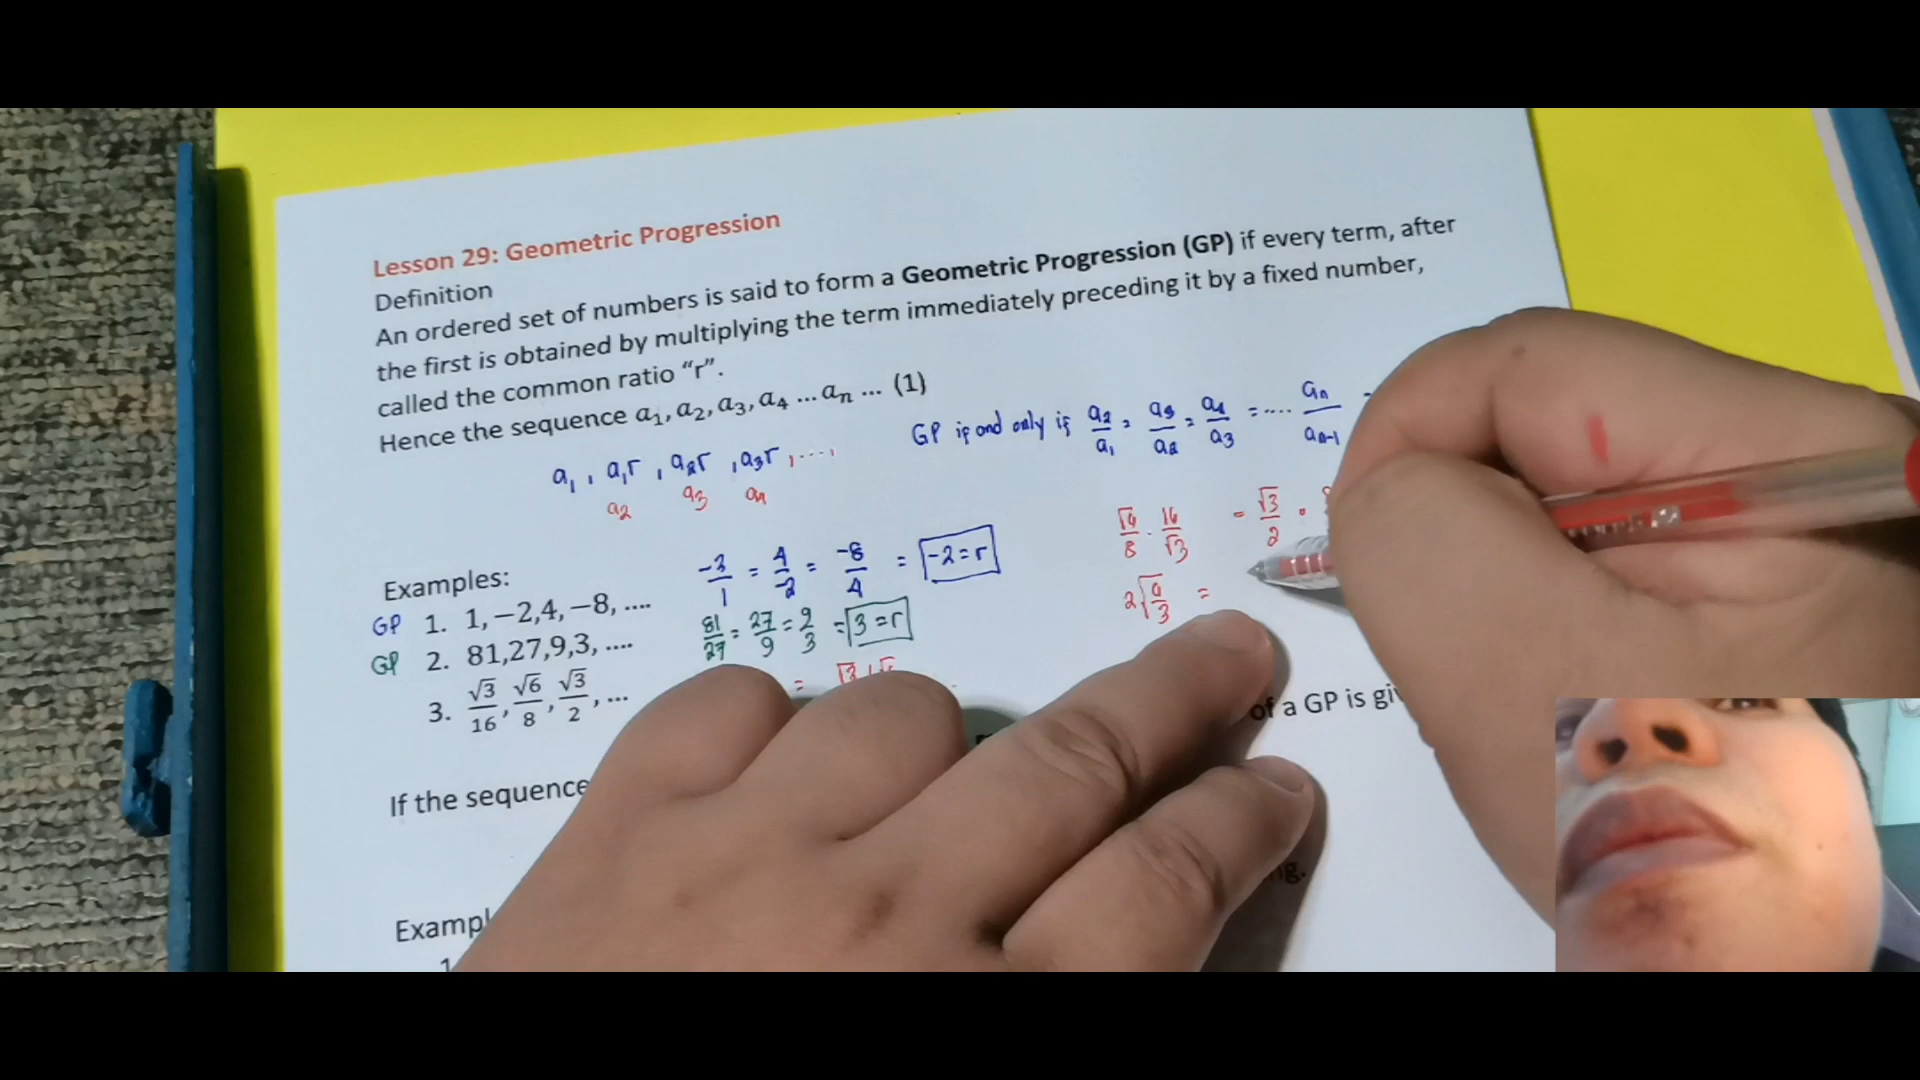 Lesson 29: Geometric Progression
Definition
An ordered set of numbers is said to form a Geometric Progression (GP) if every term, after
the first is obtained by multiplying the term immediately preceding it by a fixed number,
called the common ratio “r”.
Hence the sequence a₁, a₂, a₃, a₄ ... aₙ ... (1)
GP if and only if a₂/a₁ = a₃/a₂ = a₄/a₃ = .... aₙ/aₙ₋₁
a₁, a₁r, a₂r, a₃r, ....
a₂ a₃ a₄
√6/8 · 16/√3 = √3/2 ·
2√(6/3) =
Examples:
-2/1 = 4/-2 = -8/4 = -2=r
GP 1. 1, −2,4, −8, ....
81/27 = 27/9 = 9/3 = 3=r
GP 2. 81,27,9,3, ....
3. √3/16, √6/8, √3/2, ...
of a GP is
If the sequence
ng.